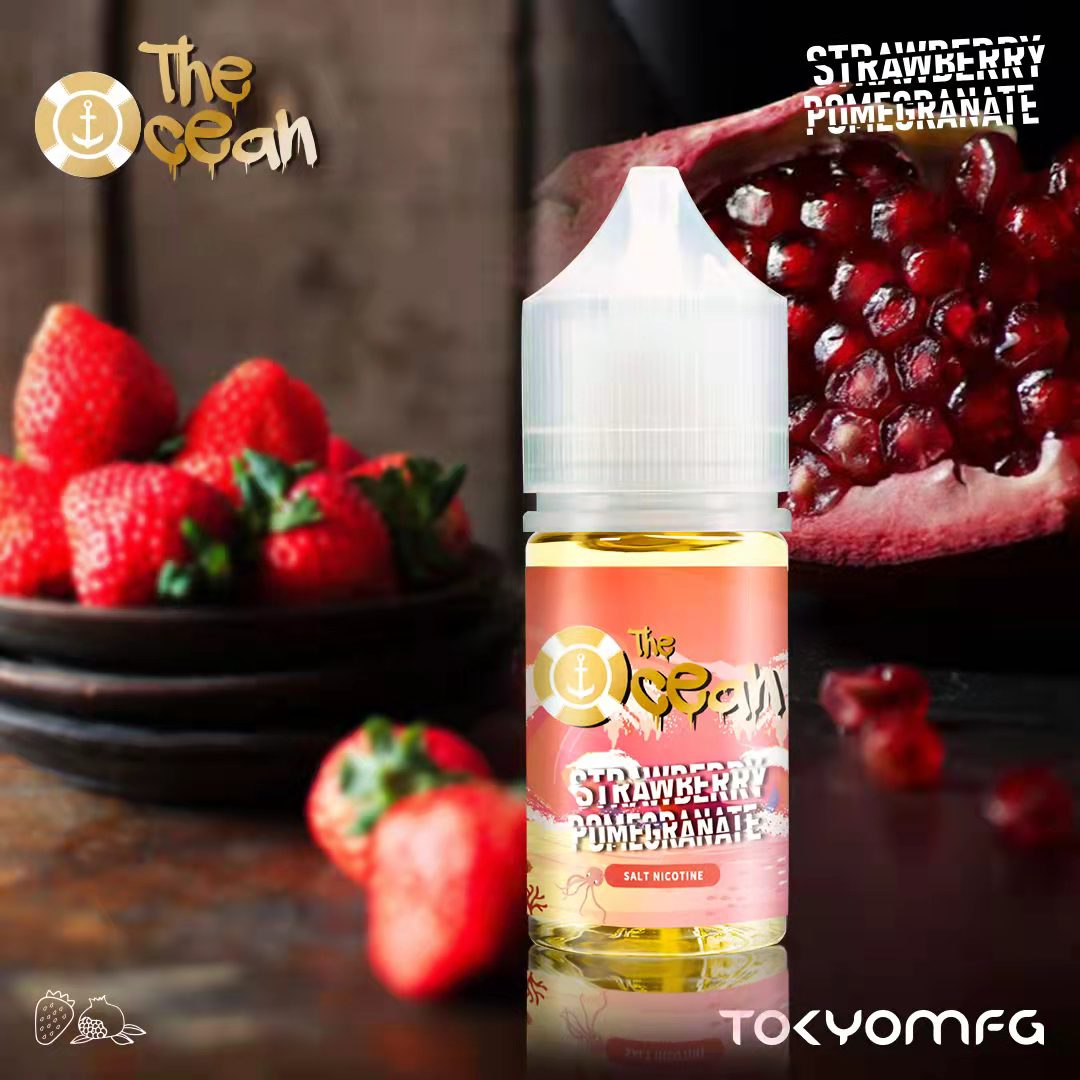 The
Ocean
STRAWBERRY
POMEGRANATE
The
Ocean
STRAWBERRY
POMEGRANATE
SALT NICOTINE
TOKYOMFG